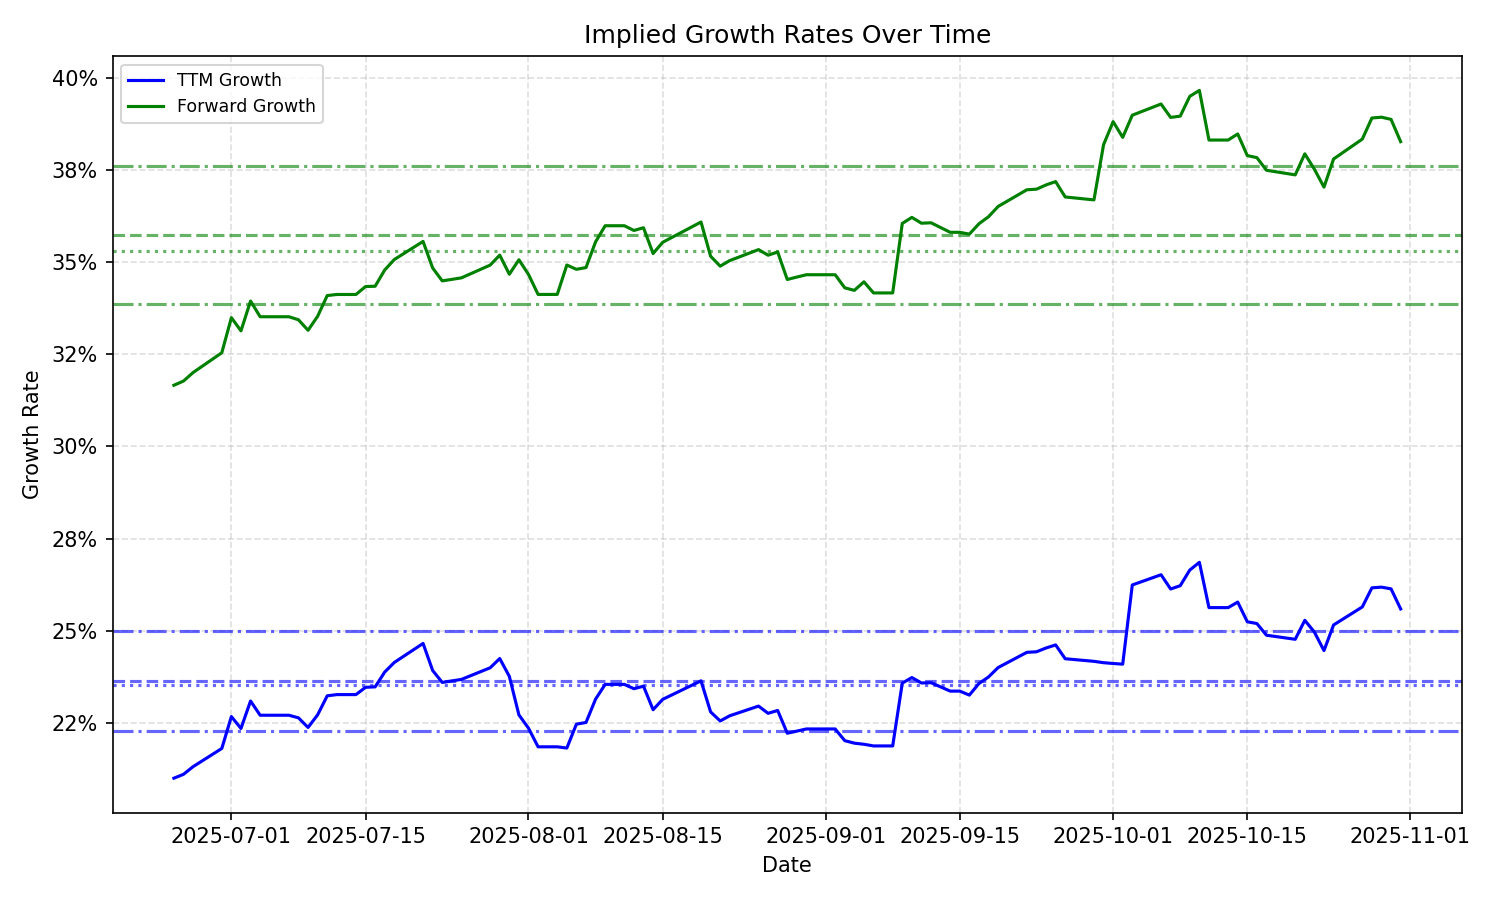 Implied Growth Rates Over Time
TTM Growth
Forward Growth
40%
38%
35%
32%
30%
28%
25%
22%
Growth Rate
2025-07-01 2025-07-15 2025-08-01 2025-08-15 2025-09-01 2025-09-15 2025-10-01 2025-10-15 2025-11-01
Date